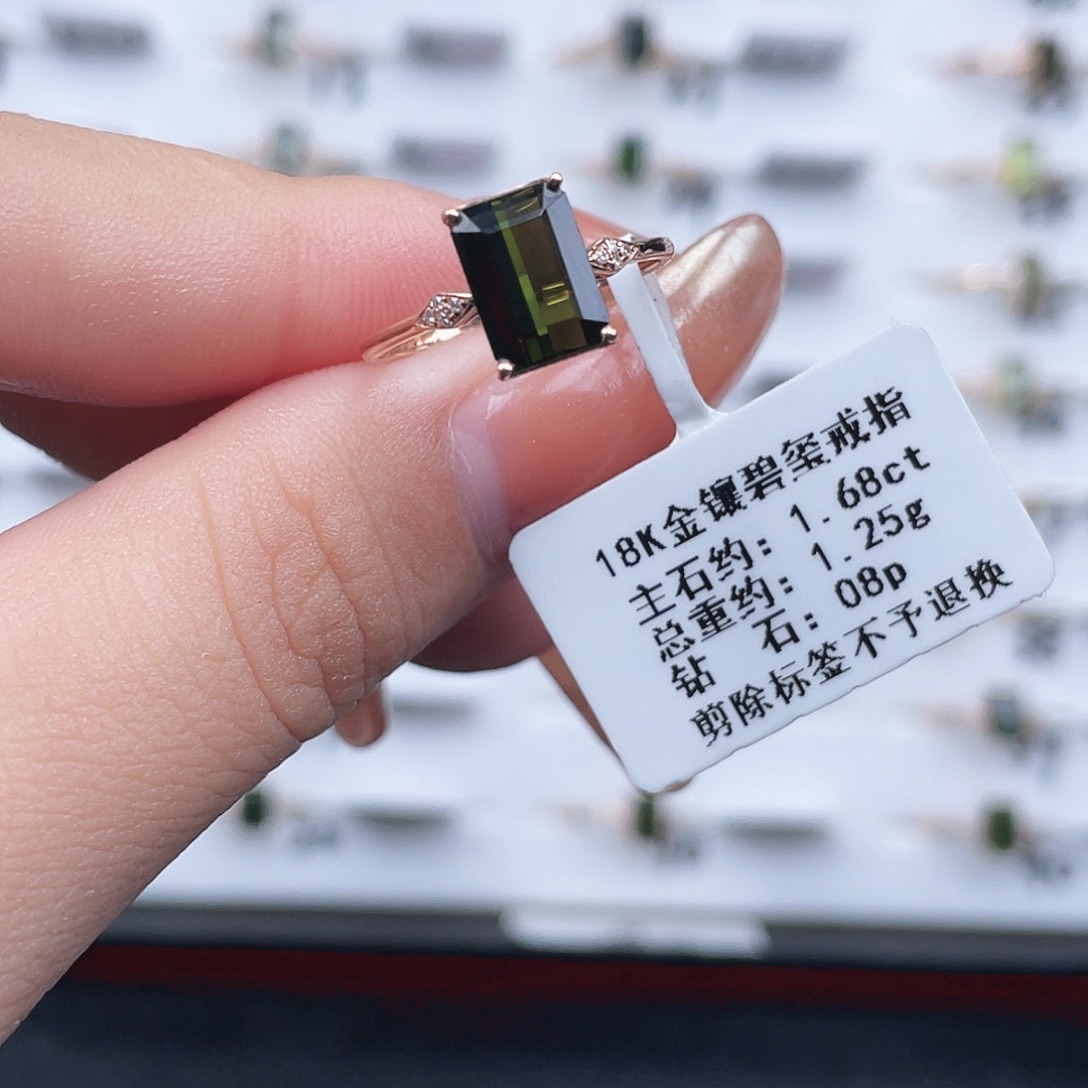 18K金镶碧玺戒指
主石约: 1.68ct
总重约: 1.25g
钻 石: 08p
剪除标签不予退换